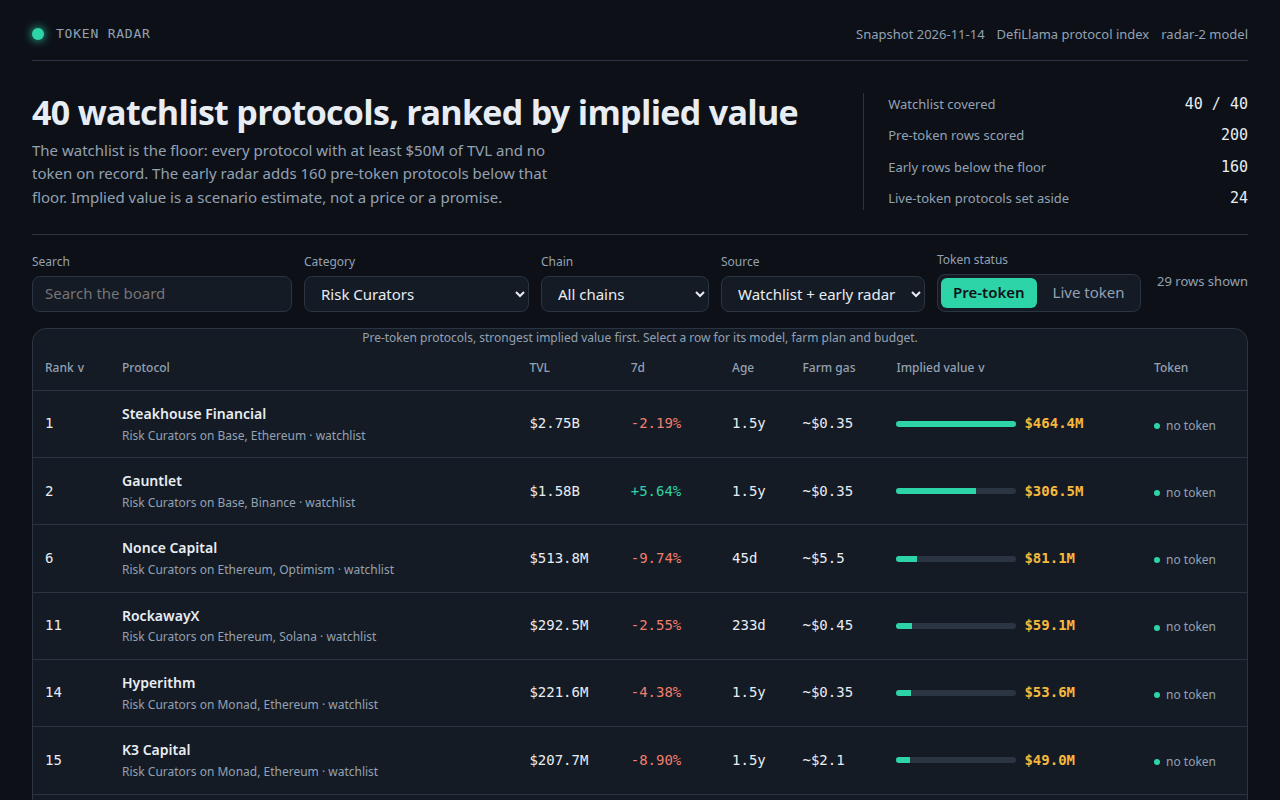 TOKEN RADAR
Snapshot 2026-11-14 DefiLlama protocol index radar-2 model
40 watchlist protocols, ranked by implied value
The watchlist is the floor: every protocol with at least $50M of TVL and no
token on record. The early radar adds 160 pre-token protocols below that
floor. Implied value is a scenario estimate, not a price or a promise.
Watchlist covered 40 / 40
Pre-token rows scored 200
Early rows below the floor 160
Live-token protocols set aside 24
Search Category Chain Source Token status
Search the board Risk Curators All chains Watchlist + early radar Pre-token Live token 29 rows shown
Pre-token protocols, strongest implied value first. Select a row for its model, farm plan and budget.
Rank v Protocol TVL 7d Age Farm gas Implied value v Token
1 Steakhouse Financial $2.75B -2.19% 1.5y ~$0.35 $464.4M no token
Risk Curators on Base, Ethereum · watchlist
2 Gauntlet $1.58B +5.64% 1.5y ~$0.35 $306.5M no token
Risk Curators on Base, Binance · watchlist
6 Nonce Capital $513.8M -9.74% 45d ~$5.5 $81.1M no token
Risk Curators on Ethereum, Optimism · watchlist
11 RockawayX $292.5M -2.55% 233d ~$0.45 $59.1M no token
Risk Curators on Ethereum, Solana · watchlist
14 Hyperithm $221.6M -4.38% 1.5y ~$0.35 $53.6M no token
Risk Curators on Monad, Ethereum · watchlist
15 K3 Capital $207.7M -8.90% 1.5y ~$2.1 $49.0M no token
Risk Curators on Monad, Ethereum · watchlist